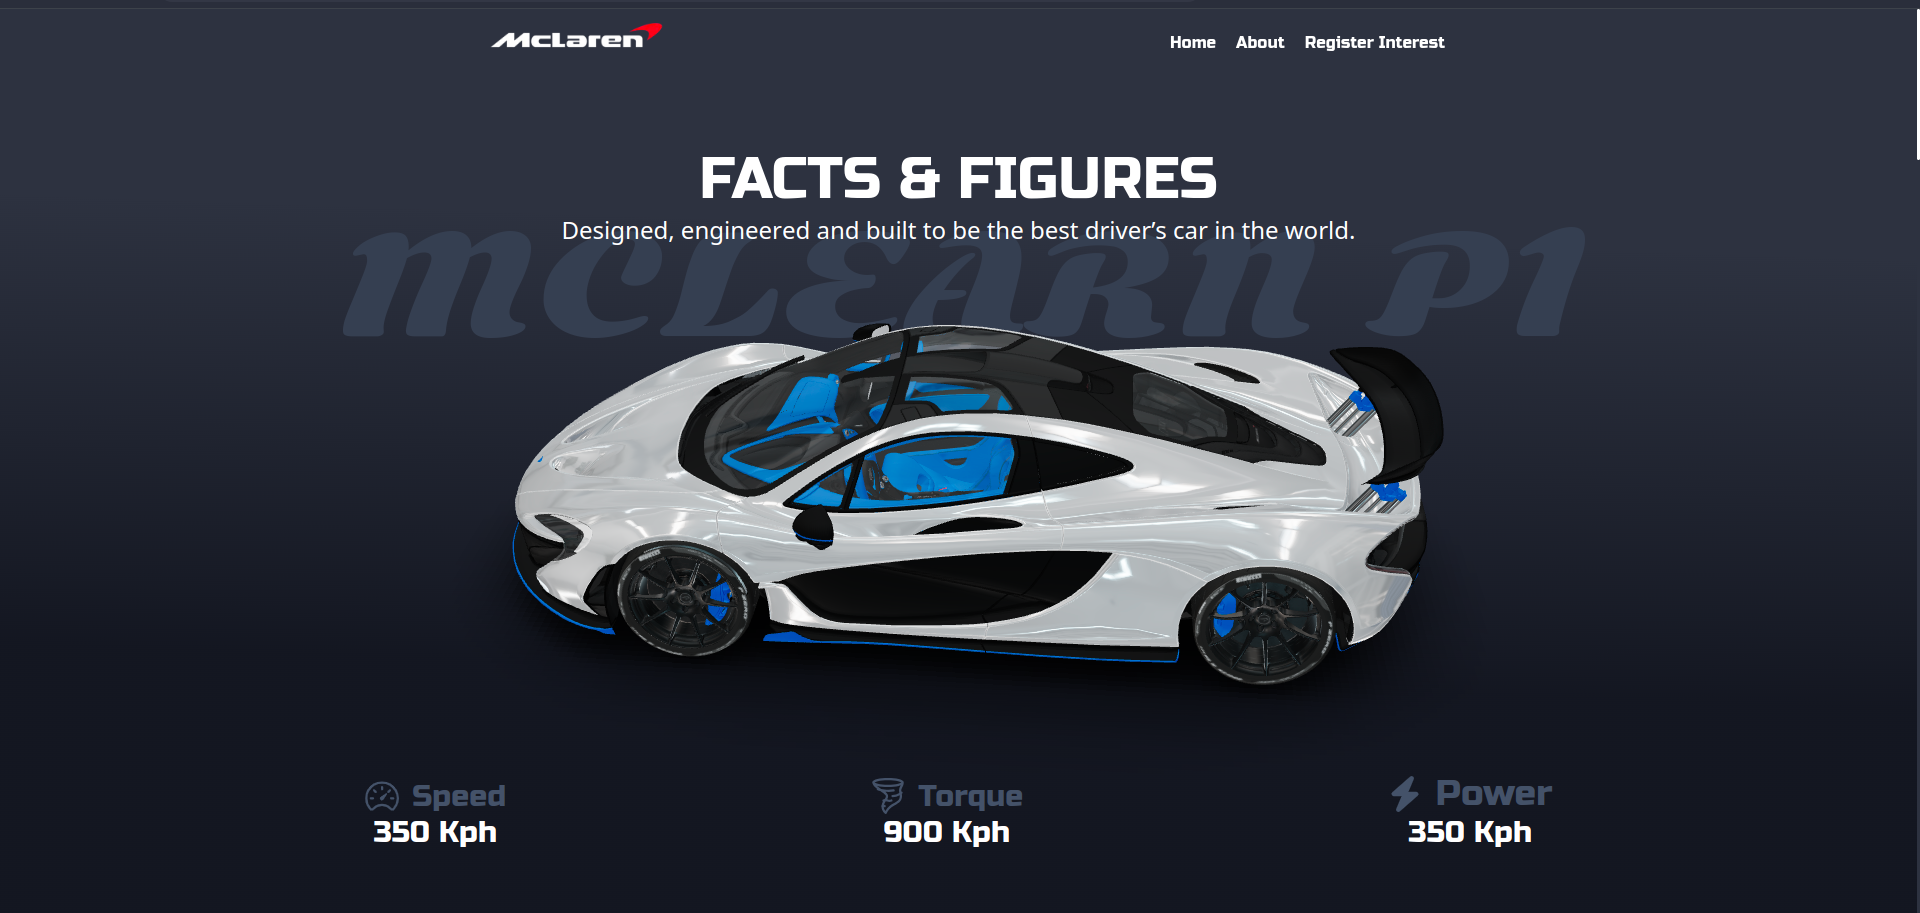 McLaren
Home About Register Interest
FACTS & FIGURES
Designed, engineered and built to be the best driver’s car in the world.
MCLEARN P1
Speed
350 Kph
Torque
900 Kph
Power
350 Kph